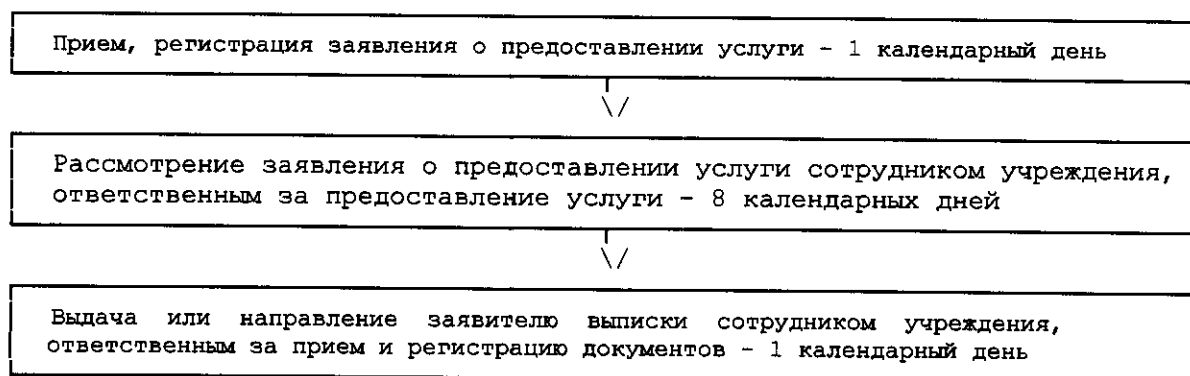 Прием, регистрация заявления о предоставлении услуги - 1 календарный день
\/
Рассмотрение заявления о предоставлении услуги сотрудником учреждения,
ответственным за предоставление услуги - 8 календарных дней
\/
Выдача или направление заявителю выписки сотрудником учреждения,
ответственным за прием и регистрацию документов - 1 календарный день